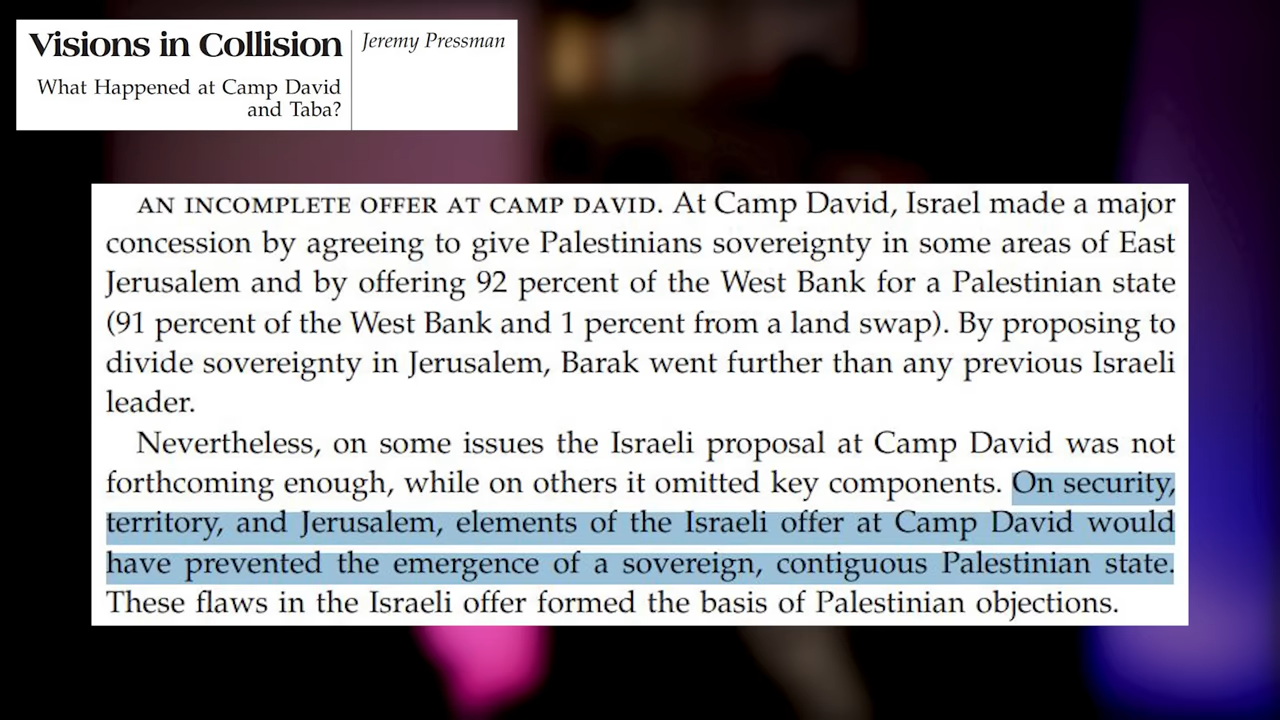 Visions in Collision
Jeremy Pressman
What Happened at Camp David
and Taba?
AN INCOMPLETE OFFER AT CAMP DAVID. At Camp David, Israel made a major
concession by agreeing to give Palestinians sovereignty in some areas of East
Jerusalem and by offering 92 percent of the West Bank for a Palestinian state
(91 percent of the West Bank and 1 percent from a land swap). By proposing to
divide sovereignty in Jerusalem, Barak went further than any previous Israeli
leader.
Nevertheless, on some issues the Israeli proposal at Camp David was not
forthcoming enough, while on others it omitted key components. On security,
territory, and Jerusalem, elements of the Israeli offer at Camp David would
have prevented the emergence of a sovereign, contiguous Palestinian state.
These flaws in the Israeli offer formed the basis of Palestinian objections.